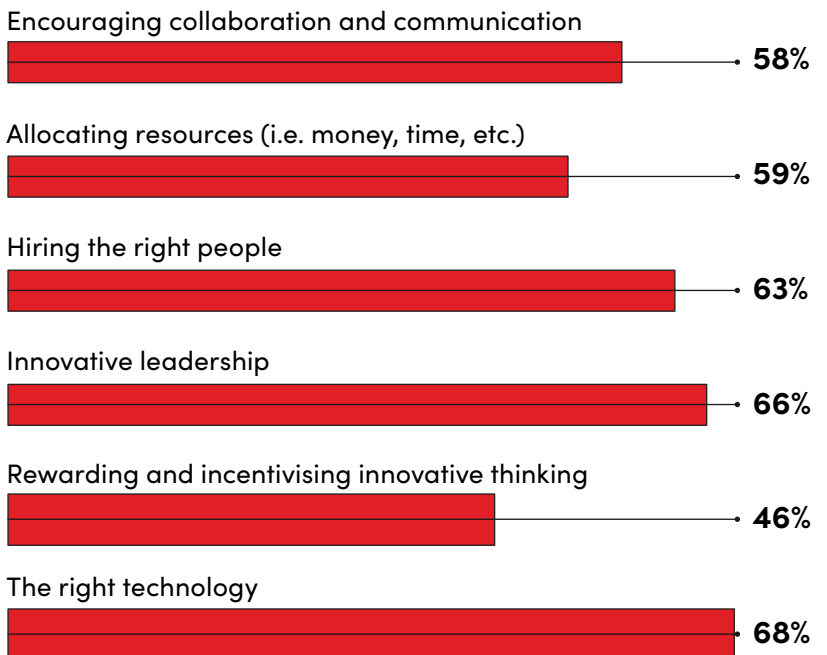 Encouraging collaboration and communication
58%
Allocating resources (i.e. money, time, etc.)
59%
Hiring the right people
63%
Innovative leadership
66%
Rewarding and incentivising innovative thinking
46%
The right technology
68%